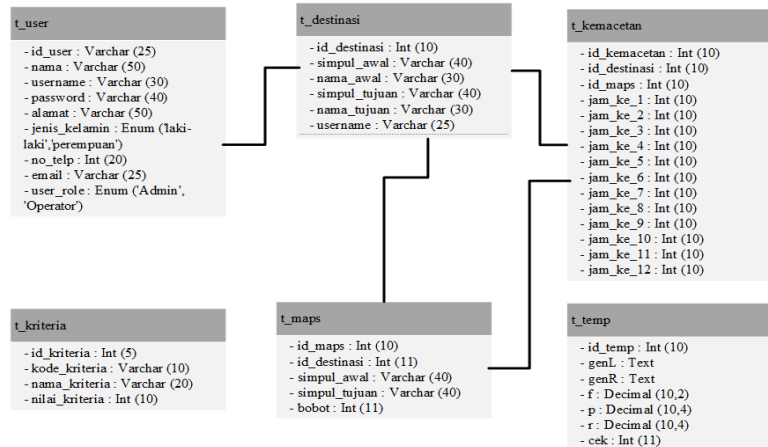 t_user
- id_user : Varchar (25)
- nama : Varchar (50)
- username : Varchar (30)
- password : Varchar (40)
- alamat : Varchar (50)
- jenis_kelamin : Enum ('laki-
laki','perempuan')
- no_telp : Int (20)
- email : Varchar (25)
- user_role : Enum ('Admin',
'Operator')
t_destinasi
- id_destinasi : Int (10)
- simpul_awal : Varchar (40)
- nama_awal : Varchar (30)
- simpul_tujuan : Varchar (40)
- nama_tujuan : Varchar (30)
- username : Varchar (25)
t_kemacetan
- id_kemacetan : Int (10)
- id_destinasi : Int (10)
- id_maps : Int (10)
- jam_ke_1 : Int (10)
- jam_ke_2 : Int (10)
- jam_ke_3 : Int (10)
- jam_ke_4 : Int (10)
- jam_ke_5 : Int (10)
- jam_ke_6 : Int (10)
- jam_ke_7 : Int (10)
- jam_ke_8 : Int (10)
- jam_ke_9 : Int (10)
- jam_ke_10 : Int (10)
- jam_ke_11 : Int (10)
- jam_ke_12 : Int (10)
t_kriteria
- id_kriteria : Int (5)
- kode_kriteria : Varchar (10)
- nama_kriteria : Varchar (20)
- nilai_kriteria : Int (10)
t_maps
- id_maps : Int (10)
- id_destinasi : Int (11)
- simpul_awal : Varchar (40)
- simpul_tujuan : Varchar (40)
- bobot : Int (11)
t_temp
- id_temp : Int (10)
- genL : Text
- genR : Text
- f : Decimal (10,2)
- p : Decimal (10,4)
- r : Decimal (10,4)
- cek : Int (11)